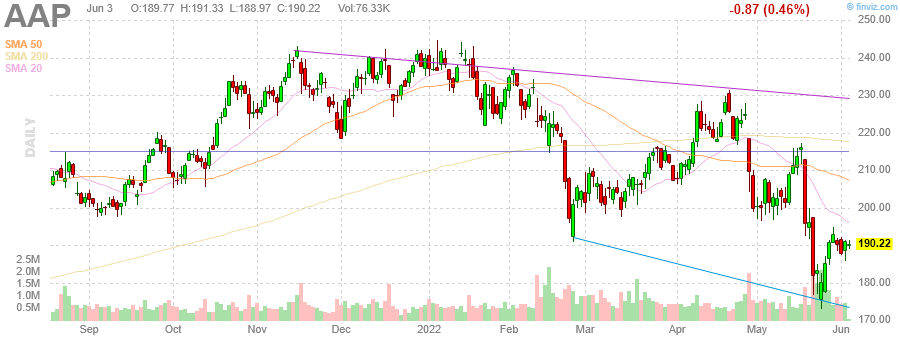 AAP Jun 3 O:189.77 H:191.33 L:188.97 C:190.22 Vol:76.33K -0.87 (0.46%) © finviz.com
SMA 50
SMA 200
SMA 20
DAILY
250.00
240.00
230.00
220.00
210.00
200.00
190.22
180.00
170.00
2.5M
2.0M
1.5M
1.0M
0.5M
Sep Oct Nov Dec 2022 Feb Mar Apr May Jun